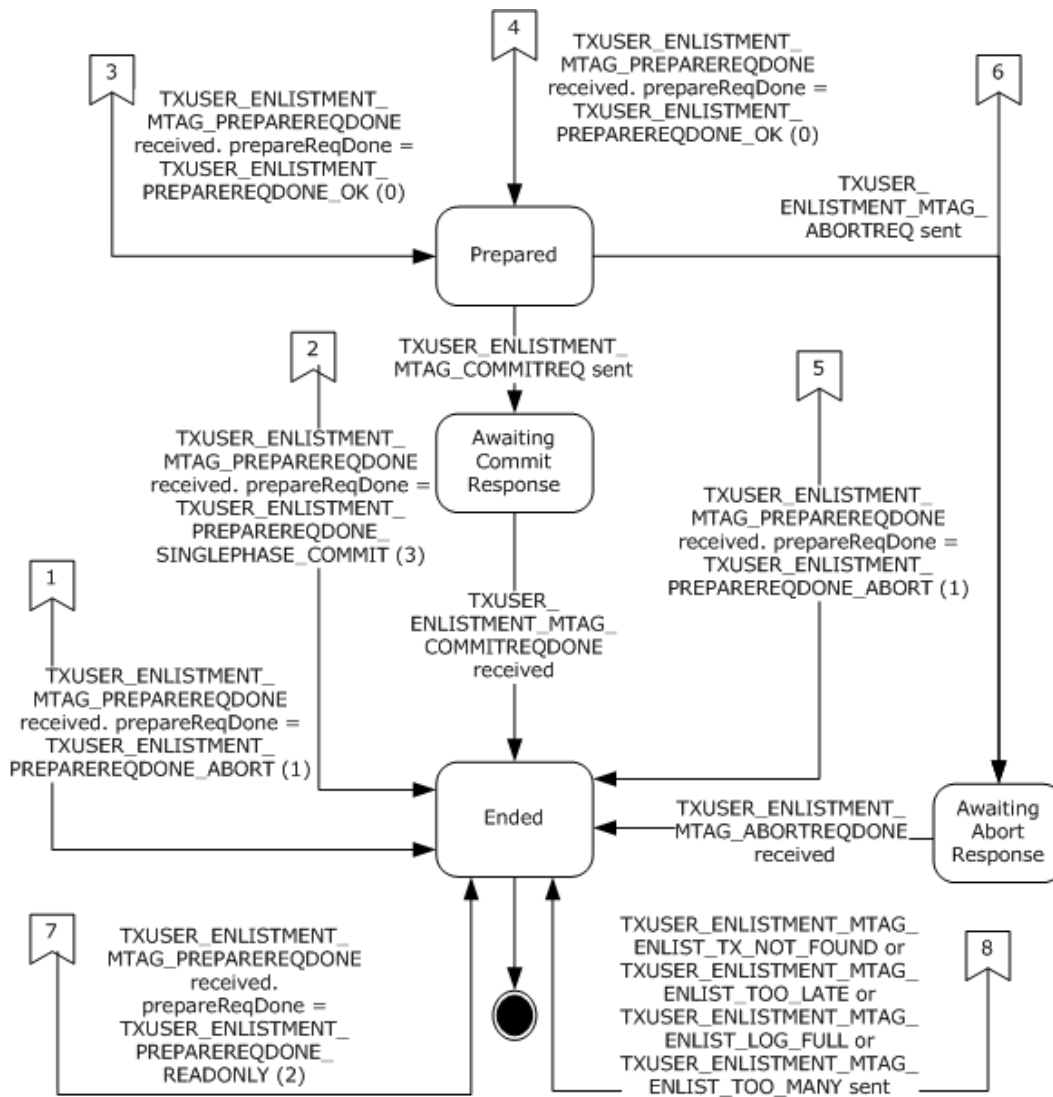 4
TXUSER_ENLISTMENT_
MTAG_PREPAREREQDONE
received. prepareReqDone =
TXUSER_ENLISTMENT_
PREPAREREQDONE_OK (0)
3
TXUSER_ENLISTMENT_
MTAG_PREPAREREQDONE
received. prepareReqDone =
TXUSER_ENLISTMENT_
PREPAREREQDONE_OK (0)
6
TXUSER_
ENLISTMENT_MTAG_
ABORTREQ sent
Prepared
TXUSER_ENLISTMENT_
MTAG_COMMITREQ sent
2
TXUSER_ENLISTMENT_
MTAG_PREPAREREQDONE
received. prepareReqDone =
TXUSER_ENLISTMENT_
PREPAREREQDONE_
SINGLEPHASE_COMMIT (3)
Awaiting
Commit
Response
5
TXUSER_ENLISTMENT_
MTAG_PREPAREREQDONE
received. prepareReqDone =
TXUSER_ENLISTMENT_
PREPAREREQDONE_ABORT (1)
1
TXUSER_ENLISTMENT_
MTAG_PREPAREREQDONE
received. prepareReqDone =
TXUSER_ENLISTMENT_
PREPAREREQDONE_ABORT (1)
TXUSER_
ENLISTMENT_MTAG_
COMMITREQDONE
received
Ended
TXUSER_ENLISTMENT_
MTAG_ABORTREQDONE
received
Awaiting
Abort
Response
7
TXUSER_ENLISTMENT_
MTAG_PREPAREREQDONE
received.
prepareReqDone =
TXUSER_ENLISTMENT_
PREPAREREQDONE_
READONLY (2)
TXUSER_ENLISTMENT_MTAG_
ENLIST_TX_NOT_FOUND or
TXUSER_ENLISTMENT_MTAG_
ENLIST_TOO_LATE or
TXUSER_ENLISTMENT_MTAG_
ENLIST_LOG_FULL or
TXUSER_ENLISTMENT_MTAG_
ENLIST_TOO_MANY sent
8